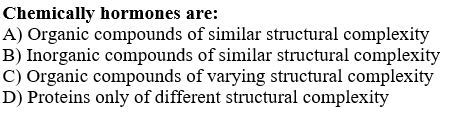 Chemically hormones are:
A) Organic compounds of similar structural complexity
B) Inorganic compounds of similar structural complexity
C) Organic compounds of varying structural complexity
D) Proteins only of different structural complexity